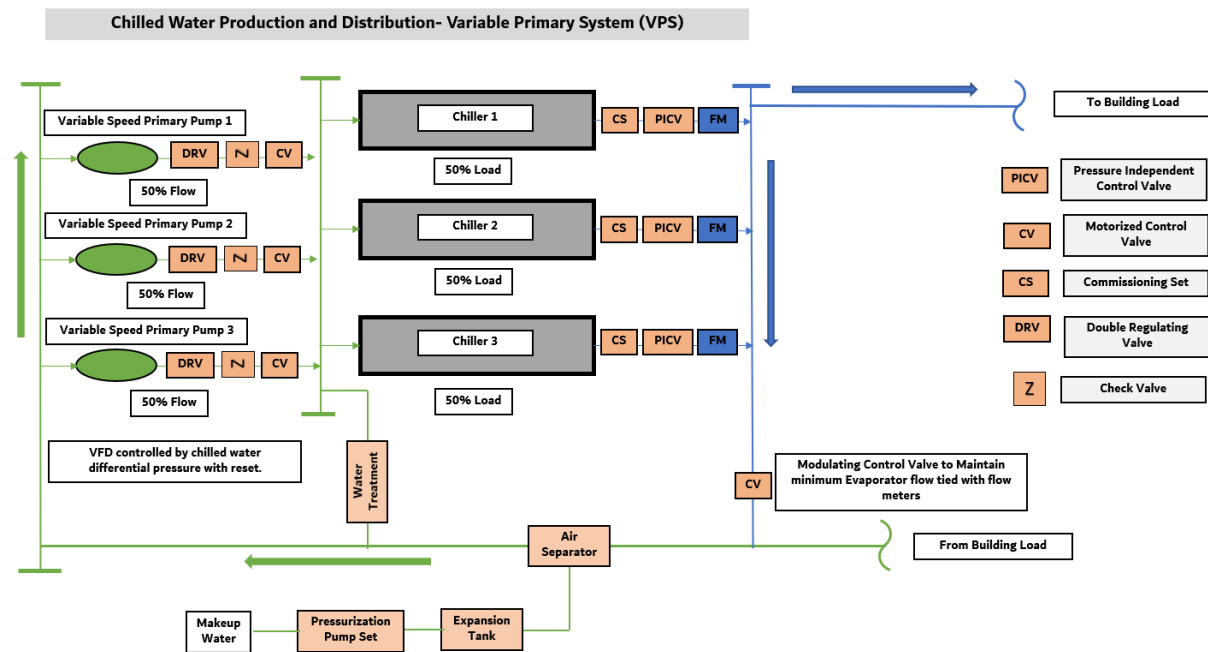 Chilled Water Production and Distribution- Variable Primary System (VPS)
Variable Speed Primary Pump 1
DRV
Z
CV
50% Flow
Variable Speed Primary Pump 2
DRV
Z
CV
50% Flow
Variable Speed Primary Pump 3
DRV
Z
CV
50% Flow
Chiller 1
CS
PICV
FM
50% Load
Chiller 2
CS
PICV
FM
50% Load
Chiller 3
CS
PICV
FM
50% Load
To Building Load
PICV
Pressure Independent
Control Valve
CV
Motorized Control
Valve
CS
Commissioning Set
DRV
Double Regulating
Valve
Z
Check Valve
VFD controlled by chilled water
differential pressure with reset.
Water
Treatment
CV
Modulating Control Valve to Maintain
minimum Evaporator flow tied with flow
meters
Air
Separator
From Building Load
Makeup
Water
Pressurization
Pump Set
Expansion
Tank